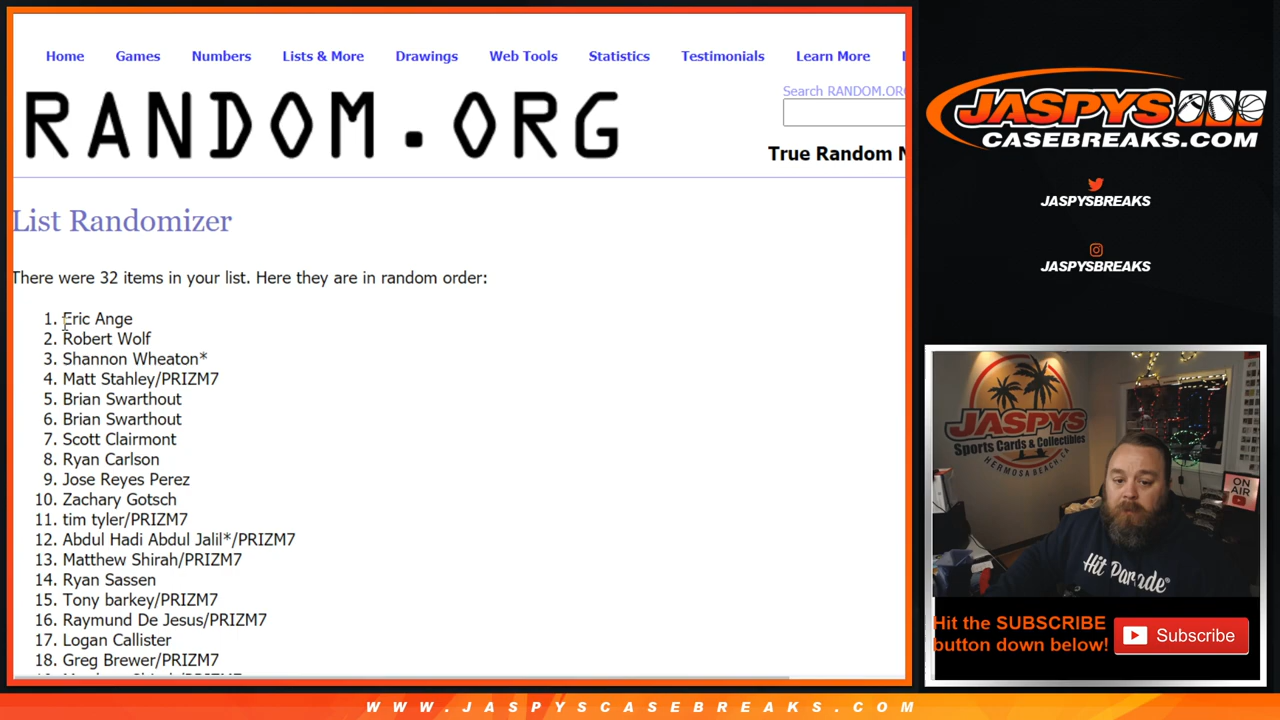 Home Games Numbers Lists & More Drawings Web Tools Statistics Testimonials Learn More
Search RANDOM.OR
RANDOM.ORG
True Random N
List Randomizer
There were 32 items in your list. Here they are in random order:
1. Eric Ange
2. Robert Wolf
3. Shannon Wheaton*
4. Matt Stahley/PRIZM7
5. Brian Swarthout
6. Brian Swarthout
7. Scott Clairmont
8. Ryan Carlson
9. Jose Reyes Perez
10. Zachary Gotsch
11. tim tyler/PRIZM7
12. Abdul Hadi Abdul Jalil*/PRIZM7
13. Matthew Shirah/PRIZM7
14. Ryan Sassen
15. Tony barkey/PRIZM7
16. Raymund De Jesus/PRIZM7
17. Logan Callister
18. Greg Brewer/PRIZM7
JASPYS
CASEBREAKS.COM
JASPYSBREAKS
JASPYSBREAKS
JASPYS
Sports Cards & Collectibles
HERMOSA BEACH, CA
ON
AIR
Hit Parade
Hit the SUBSCRIBE
button down below!
Subscribe
WWW.JASPYSCASEBREAKS.COM